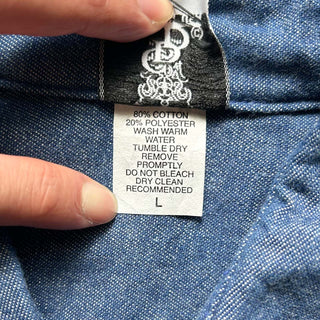 80% COTTON
20% POLYESTER
WASH WARM
WATER
TUMBLE DRY
REMOVE
PROMPTLY
DO NOT BLEACH
DRY CLEAN
RECOMMENDED
L